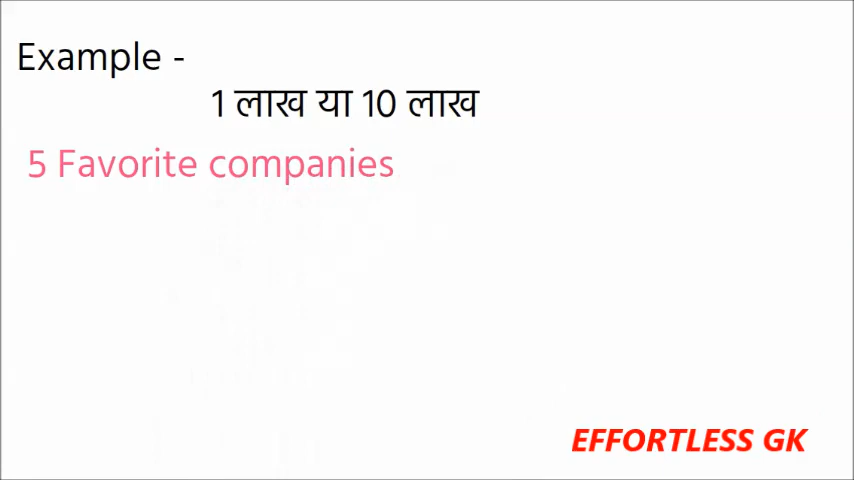 Example -
1 लाख या 10 लाख
5 Favorite companies
EFFORTLESS GK